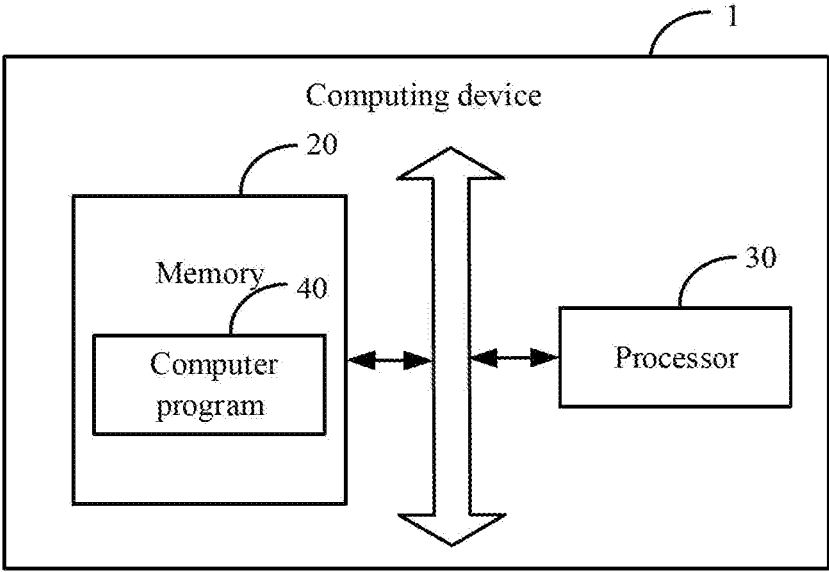 1
Computing device
20
Memory
40
Computer
program
30
Processor